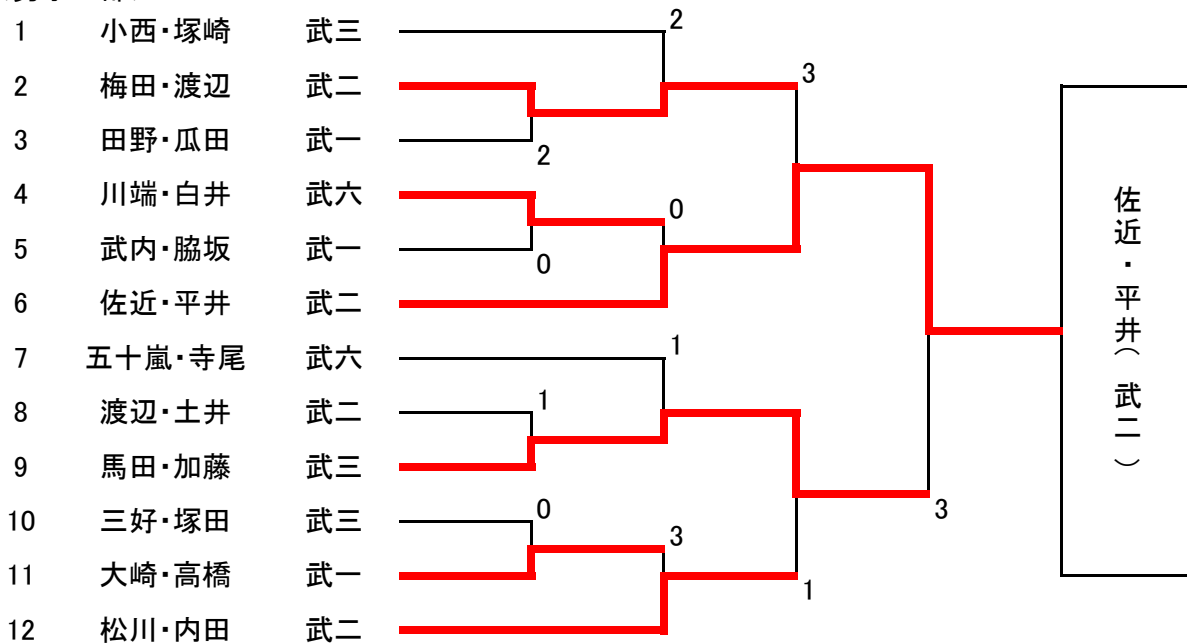 1 小西・塚崎 武三
2
2 梅田・渡辺 武二
3
3 田野・瓜田 武一
2
4 川端・白井 武六
0
5 武内・脇坂 武一
0
6 佐近・平井 武二
7 五十嵐・寺尾 武六
1
8 渡辺・土井 武二
1
9 馬田・加藤 武三
10 三好・塚田 武三
0
3
3
11 大崎・高橋 武一
1
12 松川・内田 武二
佐近・平井(武二)